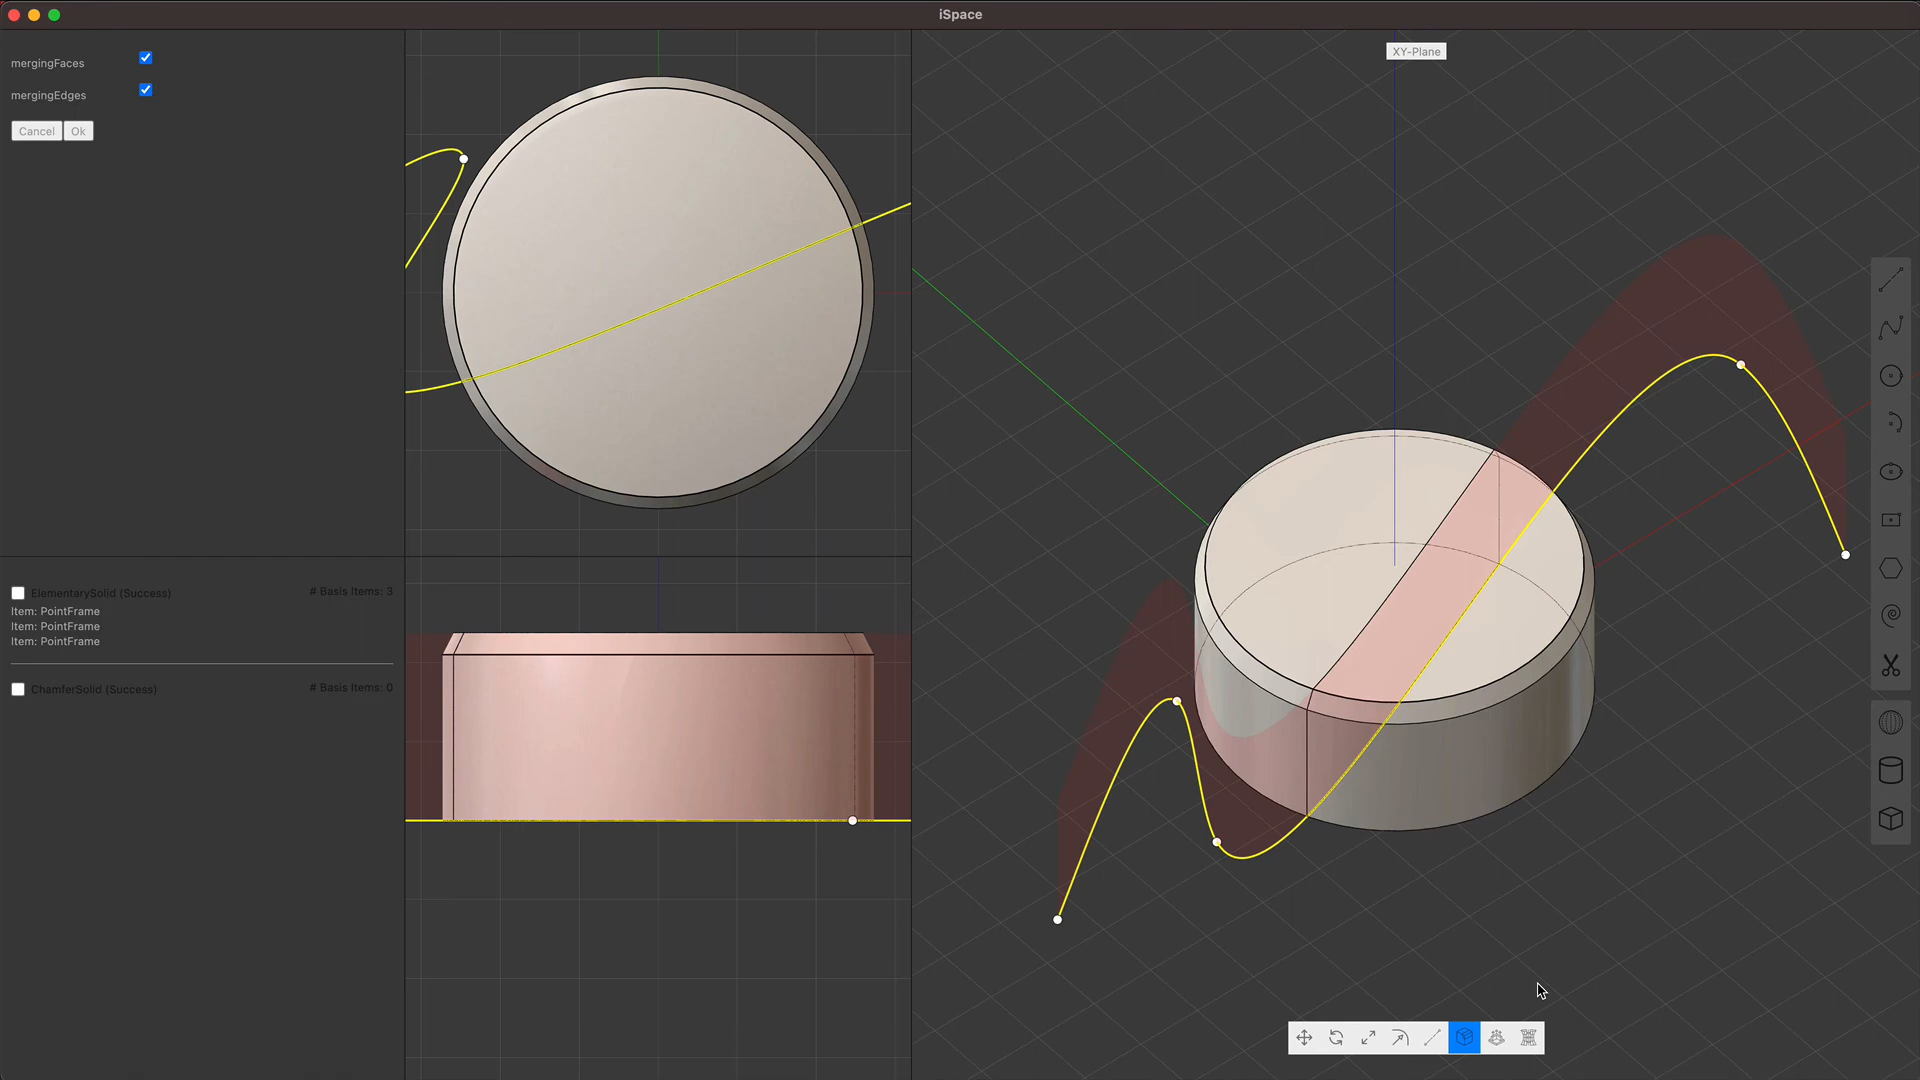 iSpace
mergingFaces
mergingEdges
Cancel Ok
XY-Plane
ElementarySolid (Success) # Basis Items: 3
Item: PointFrame
Item: PointFrame
Item: PointFrame
ChamferSolid (Success) # Basis Items: 0